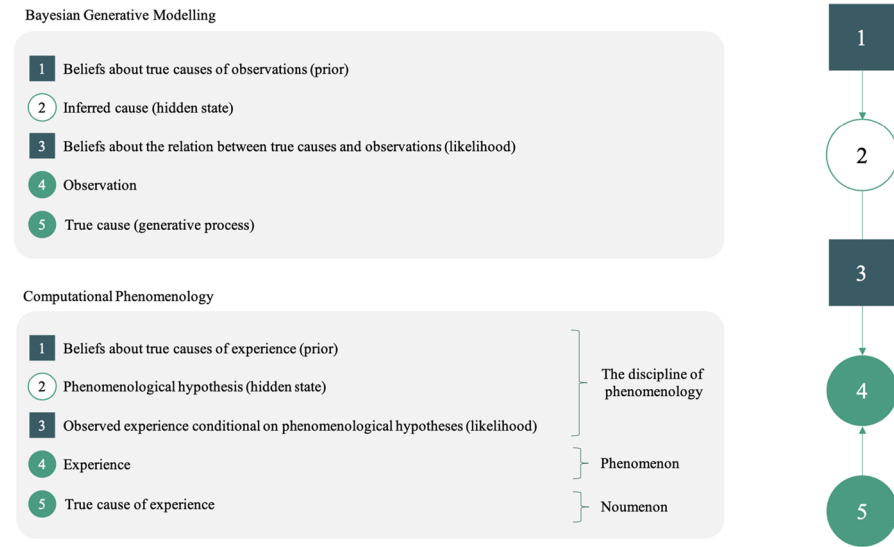 Bayesian Generative Modelling
1 Beliefs about true causes of observations (prior)
2 Inferred cause (hidden state)
3 Beliefs about the relation between true causes and observations (likelihood)
4 Observation
5 True cause (generative process)
Computational Phenomenology
1 Beliefs about true causes of experience (prior)
2 Phenomenological hypothesis (hidden state)
3 Observed experience conditional on phenomenological hypotheses (likelihood)
4 Experience
5 True cause of experience
The discipline of
phenomenology
Phenomenon
Noumenon
1
2
3
4
5